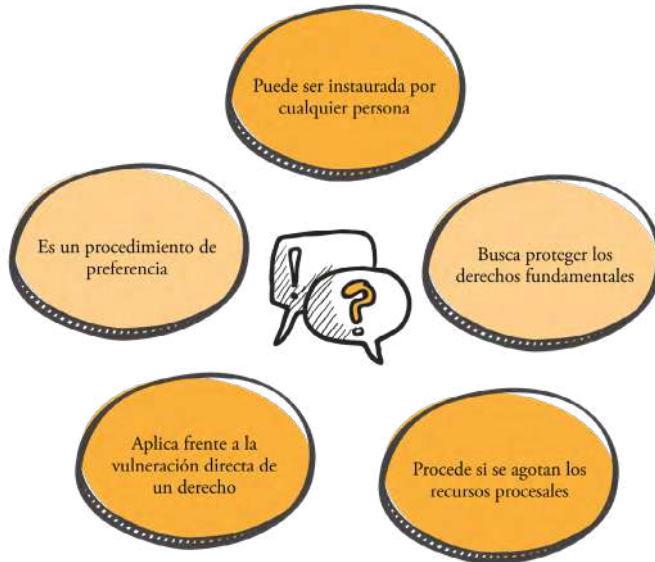 Puede ser instaurada por
cualquier persona
Es un procedimiento de
preferencia
Busca proteger los
derechos fundamentales
Aplica frente a la
vulneración directa de
un derecho
Procede si se agotan los
recursos procesales